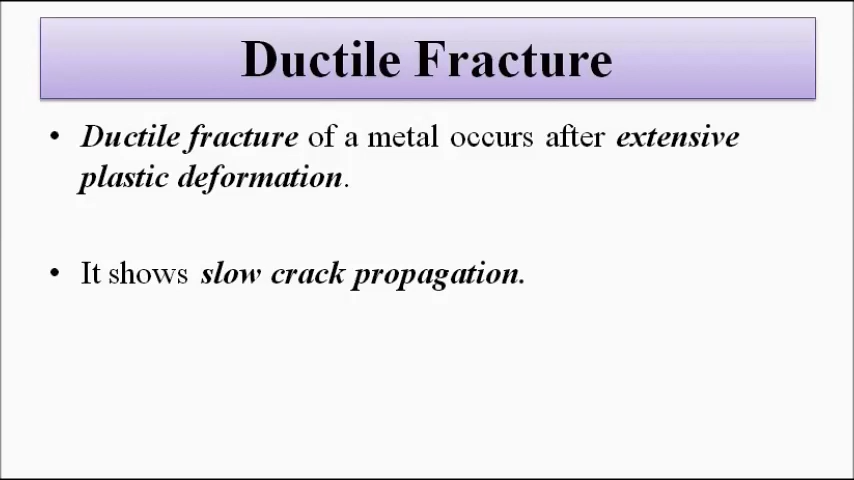 Ductile Fracture
• Ductile fracture of a metal occurs after extensive
plastic deformation.
• It shows slow crack propagation.